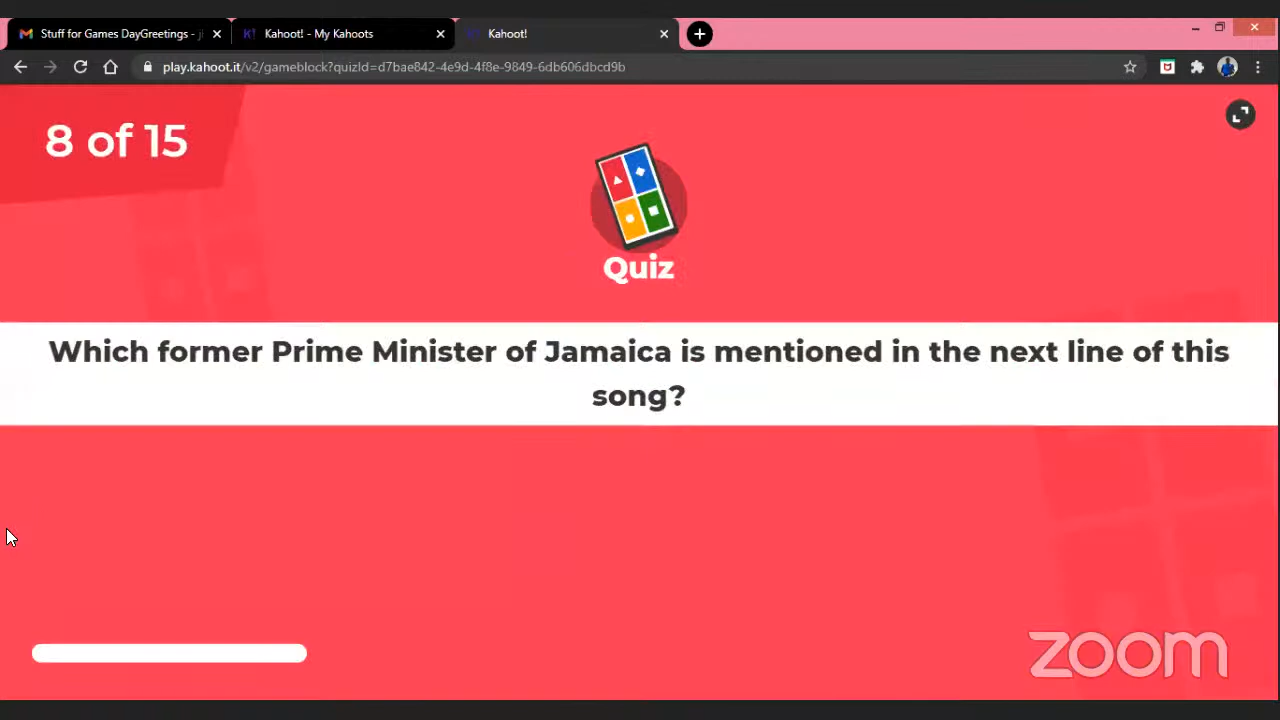 Stuff for Games DayGreetings - j
Kahoot! - My Kahoots
Kahoot!
play.kahoot.it/v2/gameblock?quizId=d7bae842-4e9d-4f8e-9849-6db606dbcd9b
8 of 15
Quiz
Which former Prime Minister of Jamaica is mentioned in the next line of this
song?
zoom